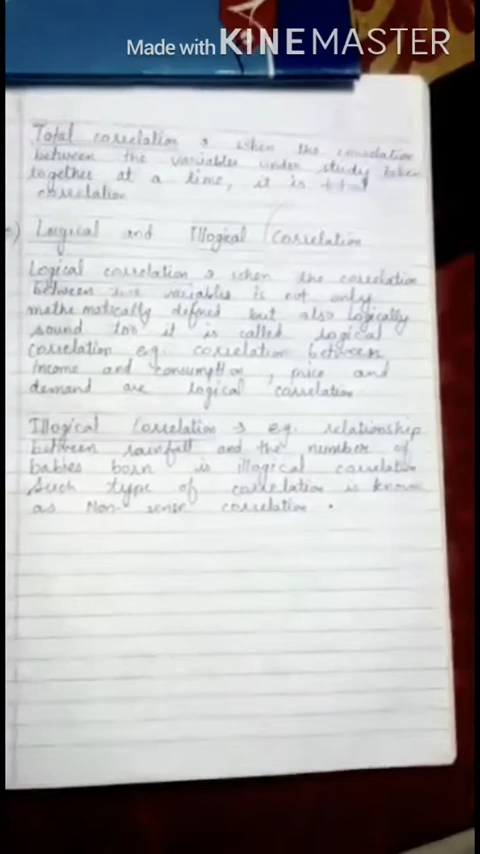 Made with KINEMASTER
Total correlation → when the correlation
between the variables under study taken
together at a time, it is total
correlation
) Logical and Illogical Correlation
Logical correlation → when the correlation
between two variables is not only
mathematically defined but also logically
sound too it is called logical
correlation eg. correlation between
income and consumption, price and
demand are logical correlation
Illogical Correlation → e.g. relationship
between rainfall and the number of
babies born is illogical correlation
Such type of correlation is known
as Non-sense correlation.